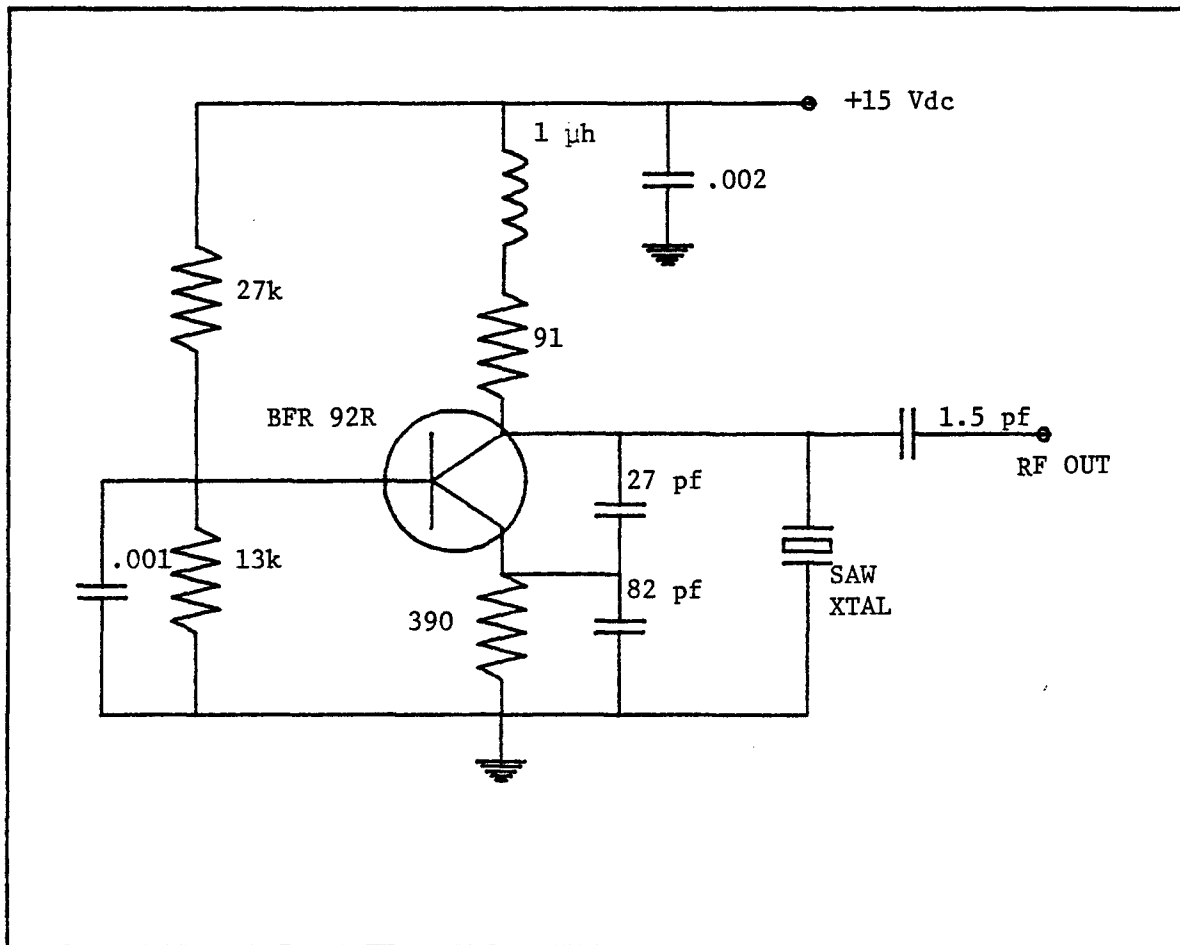 +15 Vdc
1 μh
.002
27k
91
BFR 92R
1.5 pf
RF OUT
27 pf
.001
13k
SAW
XTAL
82 pf
390